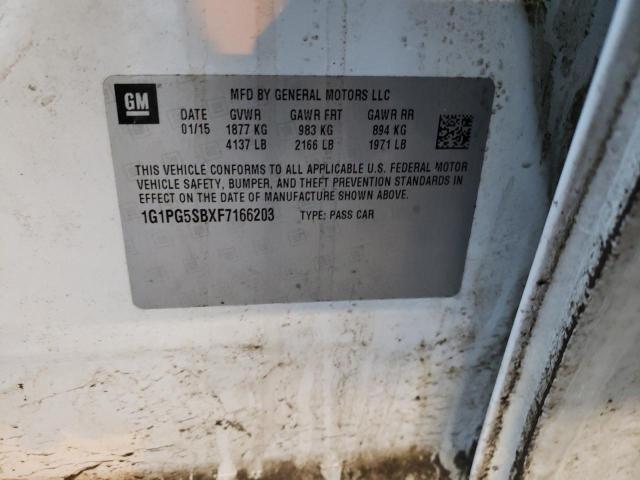 GM
MFD BY GENERAL MOTORS LLC
DATE GVWR GAWR FRT GAWR RR
01/15 1877 KG 983 KG 894 KG
4137 LB 2166 LB 1971 LB
THIS VEHICLE CONFORMS TO ALL APPLICABLE U.S. FEDERAL MOTOR
VEHICLE SAFETY, BUMPER, AND THEFT PREVENTION STANDARDS IN
EFFECT ON THE DATE OF MANUFACTURE SHOWN ABOVE.
1G1PG5SBXF7166203 TYPE: PASS CAR